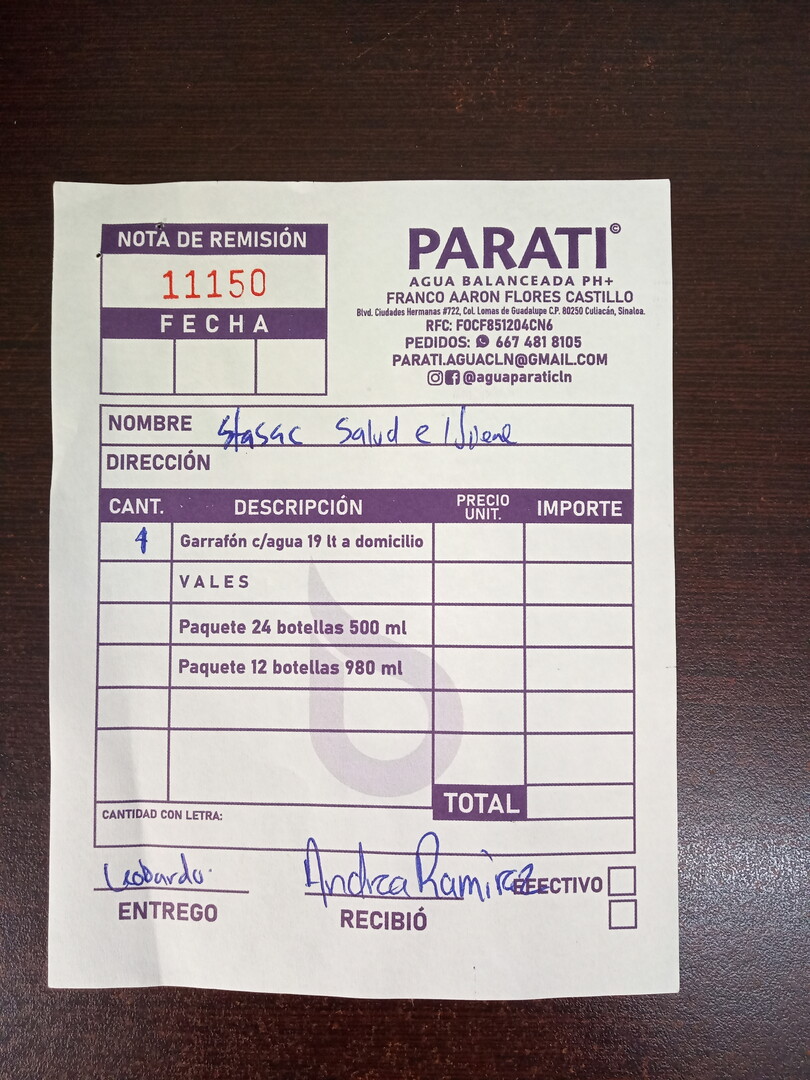 NOTA DE REMISIÓN
11150
FECHA
PARATI©
AGUA BALANCEADA PH+
FRANCO AARON FLORES CASTILLO
Blvd. Ciudades Hermanas #722, Col. Lomas de Guadalupe C.P. 80250 Culiacán, Sinaloa.
RFC: FOCF851204CN6
PEDIDOS: 667 481 8105
PARATI.AGUACLN@GMAIL.COM
@aguaparaticln
NOMBRE Salud e
DIRECCIÓN
CANT. DESCRIPCIÓN PRECIO UNIT. IMPORTE
4 Garrafón c/agua 19 lt a domicilio
VALES
Paquete 24 botellas 500 ml
Paquete 12 botellas 980 ml
TOTAL
CANTIDAD CON LETRA:
Leobardo. Andrea Ramirez EFECTIVO
ENTREGO RECIBIÓ